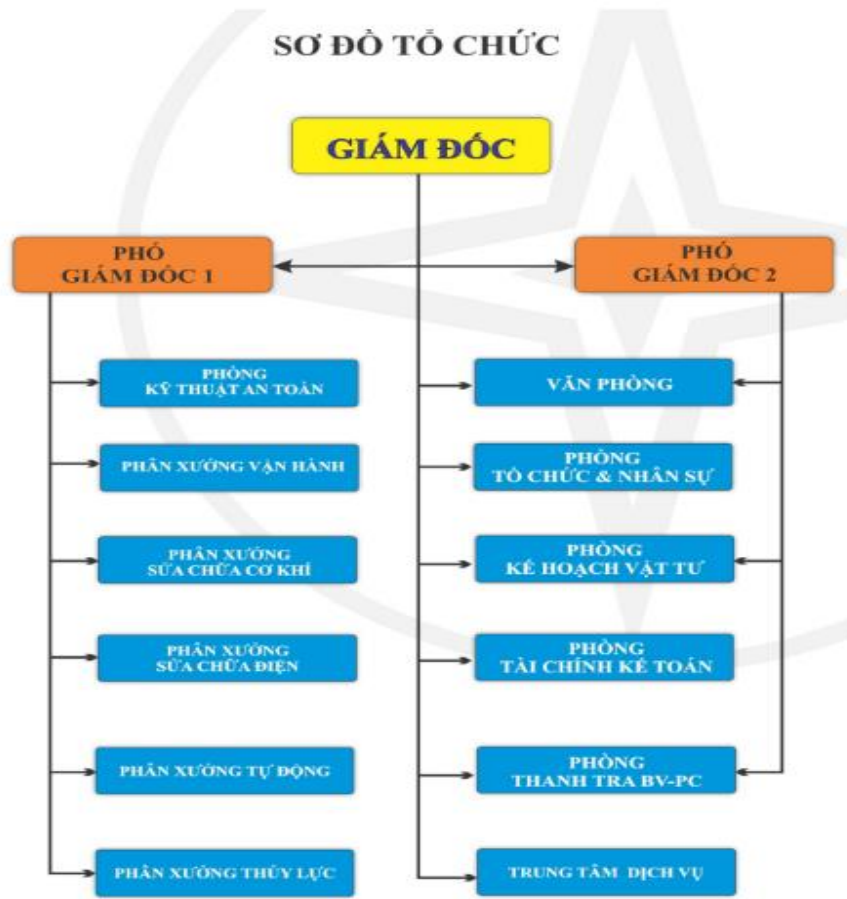 SƠ ĐỒ TỔ CHỨC
GIÁM ĐỐC
PHÓ
GIÁM ĐỐC 1
PHÓ
GIÁM ĐỐC 2
PHÒNG
KỸ THUẬT AN TOÀN
VĂN PHÒNG
PHÂN XƯỞNG VẬN HÀNH
PHÒNG
TỔ CHỨC & NHÂN SỰ
PHÂN XƯỞNG
SỬA CHỮA CƠ KHÍ
PHÒNG
KẾ HOẠCH VẬT TƯ
PHÂN XƯỞNG
SỬA CHỮA ĐIỆN
PHÒNG
TÀI CHÍNH KẾ TOÁN
PHÂN XƯỞNG TỰ ĐỘNG
PHÒNG
THANH TRA BV-PC
PHÂN XƯỞNG THỦY LỰC
TRUNG TÂM DỊCH VỤ